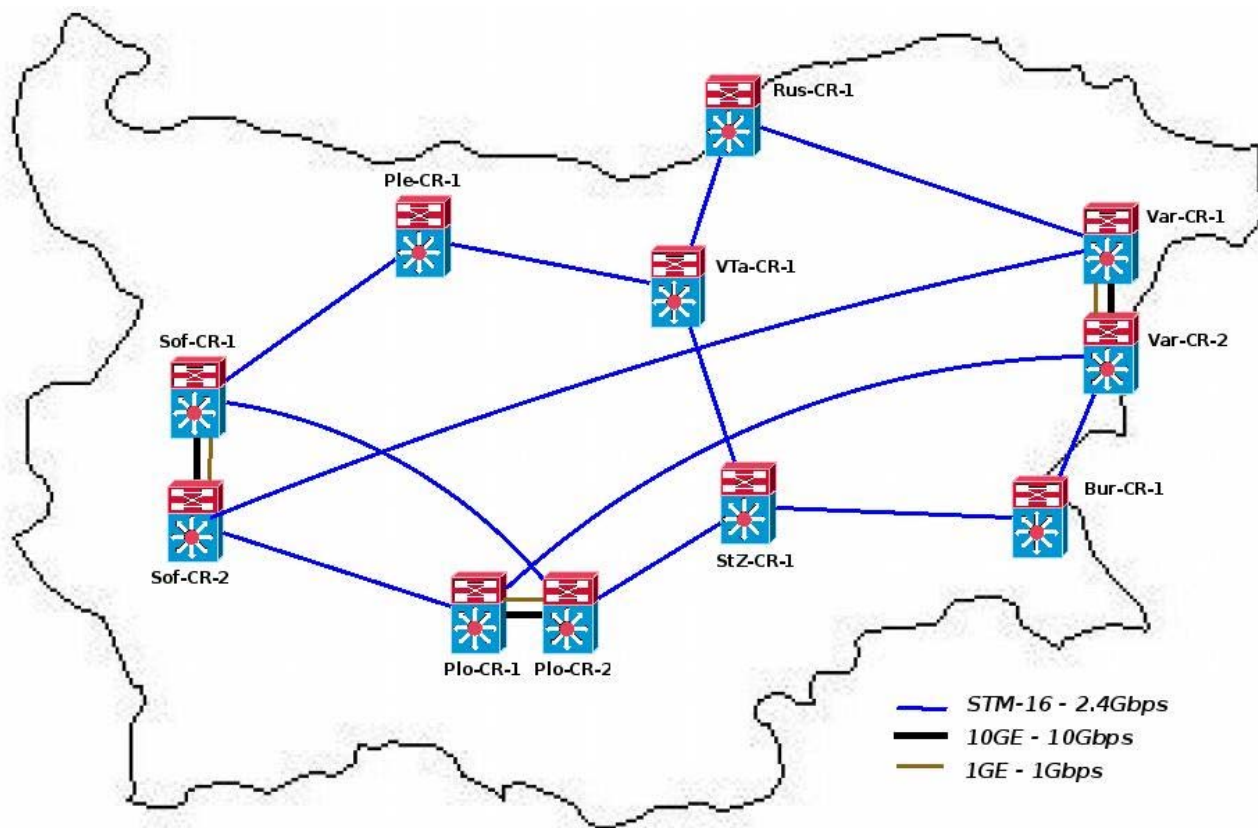 Rus-CR-1
Ple-CR-1
Var-CR-1
VTa-CR-1
Sof-CR-1
Var-CR-2
Bur-CR-1
StZ-CR-1
Sof-CR-2
Plo-CR-1
Plo-CR-2
STM-16 - 2.4Gbps
10GE - 10Gbps
1GE - 1Gbps